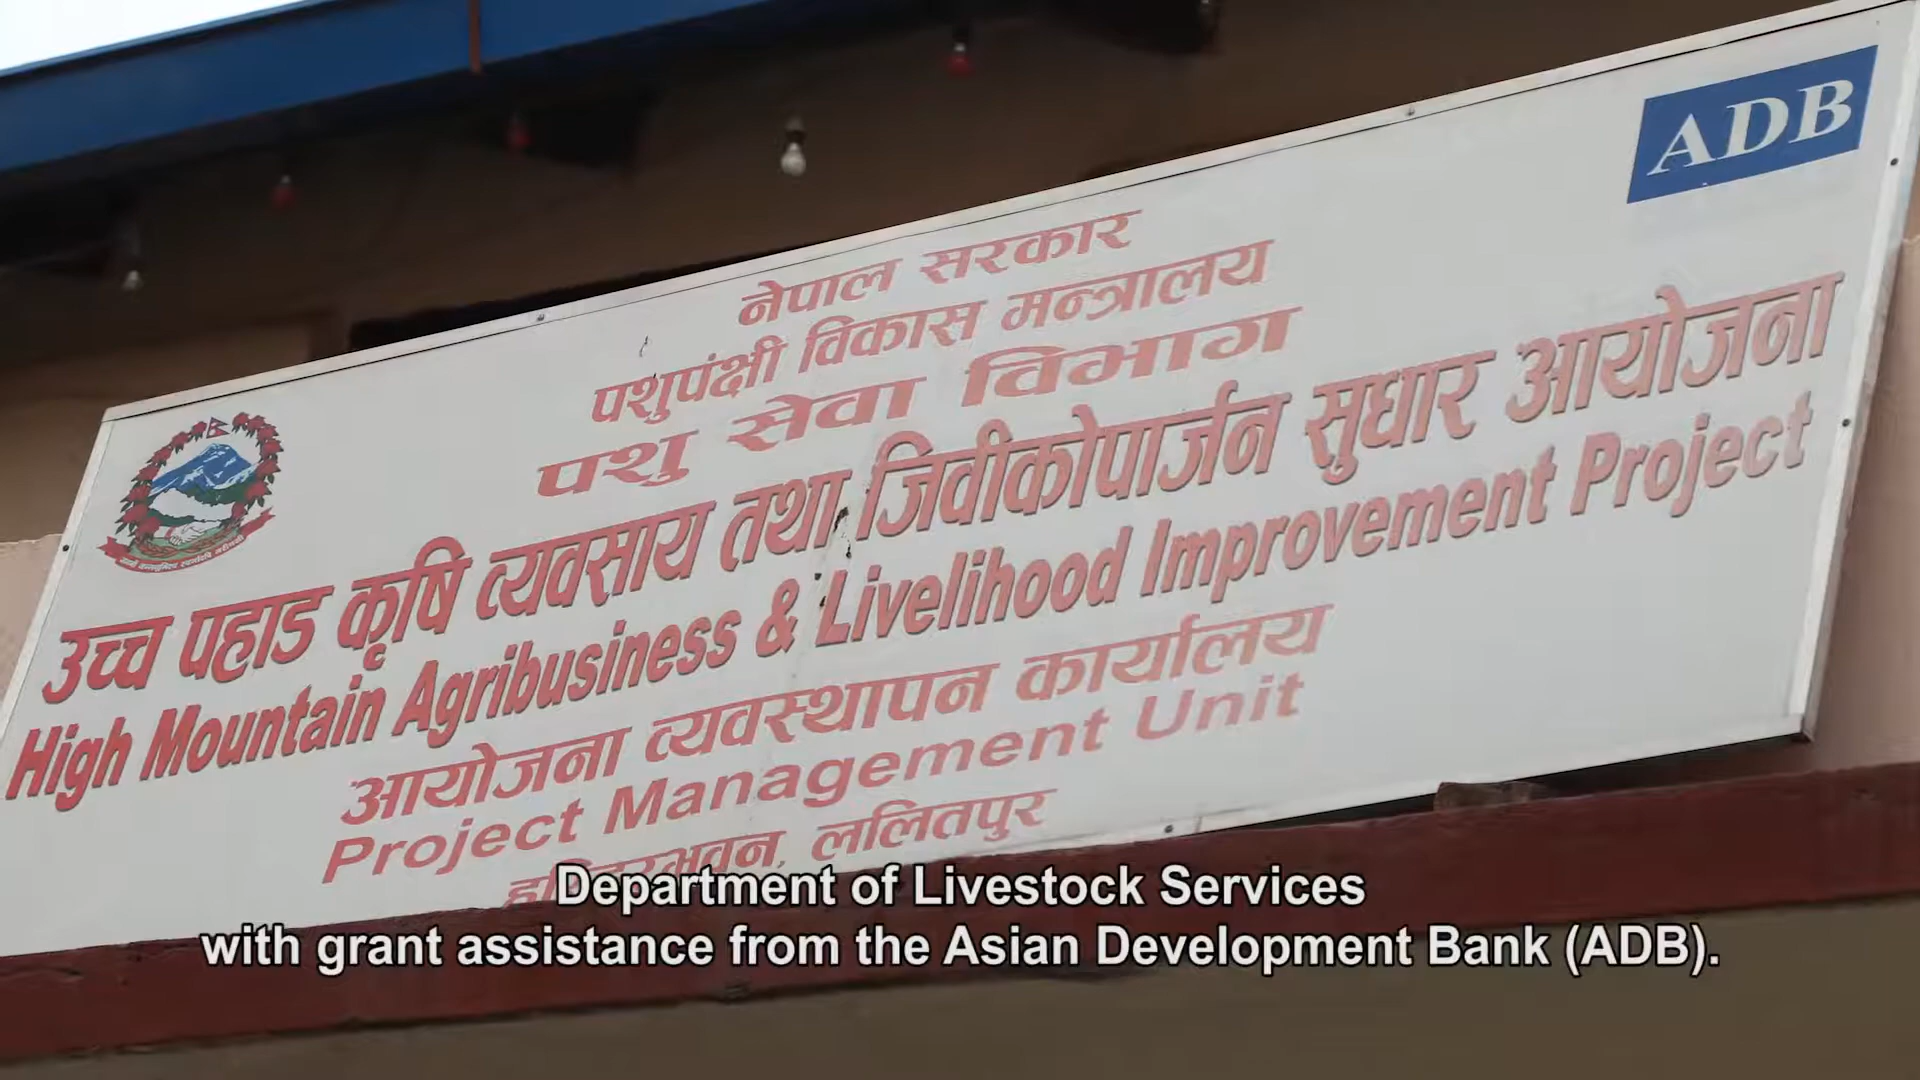 ADB
नेपाल सरकार
पशुपंक्षी विकास मन्त्रालय
पशु सेवा विभाग
उच्च पहाड कृषि व्यवसाय तथा जिवीकोपार्जन सुधार आयोजना
High Mountain Agribusiness & Livelihood Improvement Project
आयोजना व्यवस्थापन कार्यालय
Project Management Unit
ललितपुर
Department of Livestock Services
with grant assistance from the Asian Development Bank (ADB).